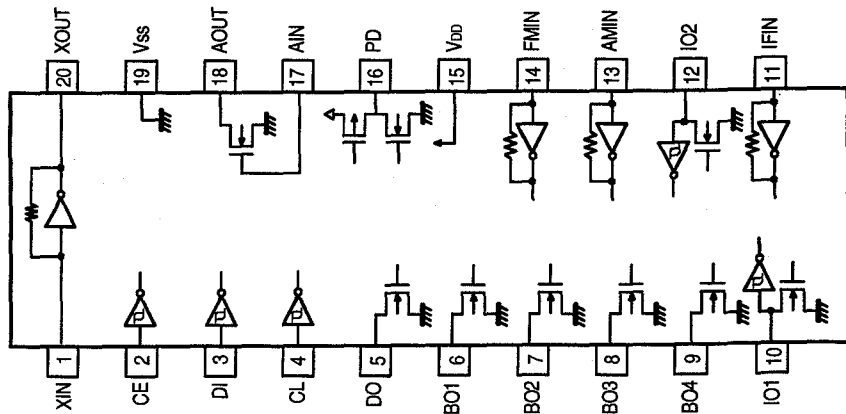 XOUT
Vss
AOUT
AIN
PD
VDD
FMIN
AMIN
IO2
IFIN
20
19
18
17
16
15
14
13
12
11
1
2
3
4
5
6
7
8
9
10
XIN
CE
DI
CL
DO
BO1
BO2
BO3
BO4
IO1